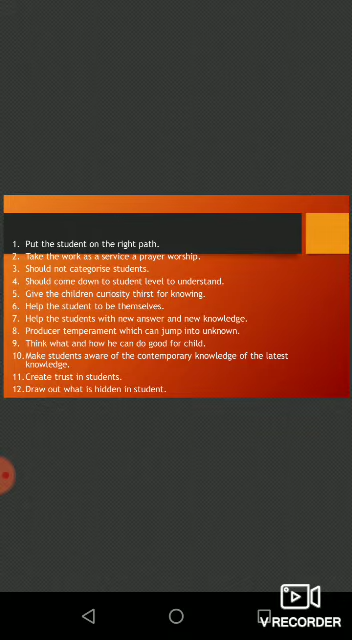 1. Put the student on the right path.
2. Take the work as a service a prayer worship.
3. Should not categorise students.
4. Should come down to student level to understand.
5. Give the children curiosity thirst for knowing.
6. Help the student to be themselves.
7. Help the students with new answer and new knowledge.
8. Producer temperament which can jump into unknown.
9. Think what and how he can do good for child.
10. Make students aware of the contemporary knowledge of the latest
knowledge.
11. Create trust in students.
12. Draw out what is hidden in student.
V RECORDER